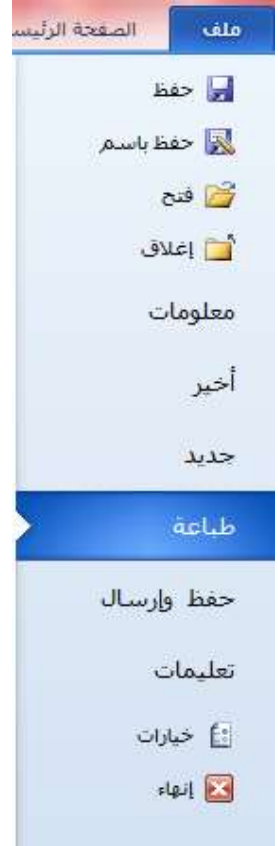 ملف الصفحة الرئيس
حفظ
حفظ باسم
فتح
إغلاق
معلومات
أخير
جديد
طباعة
حفظ وإرسال
تعليمات
خيارات
إنهاء